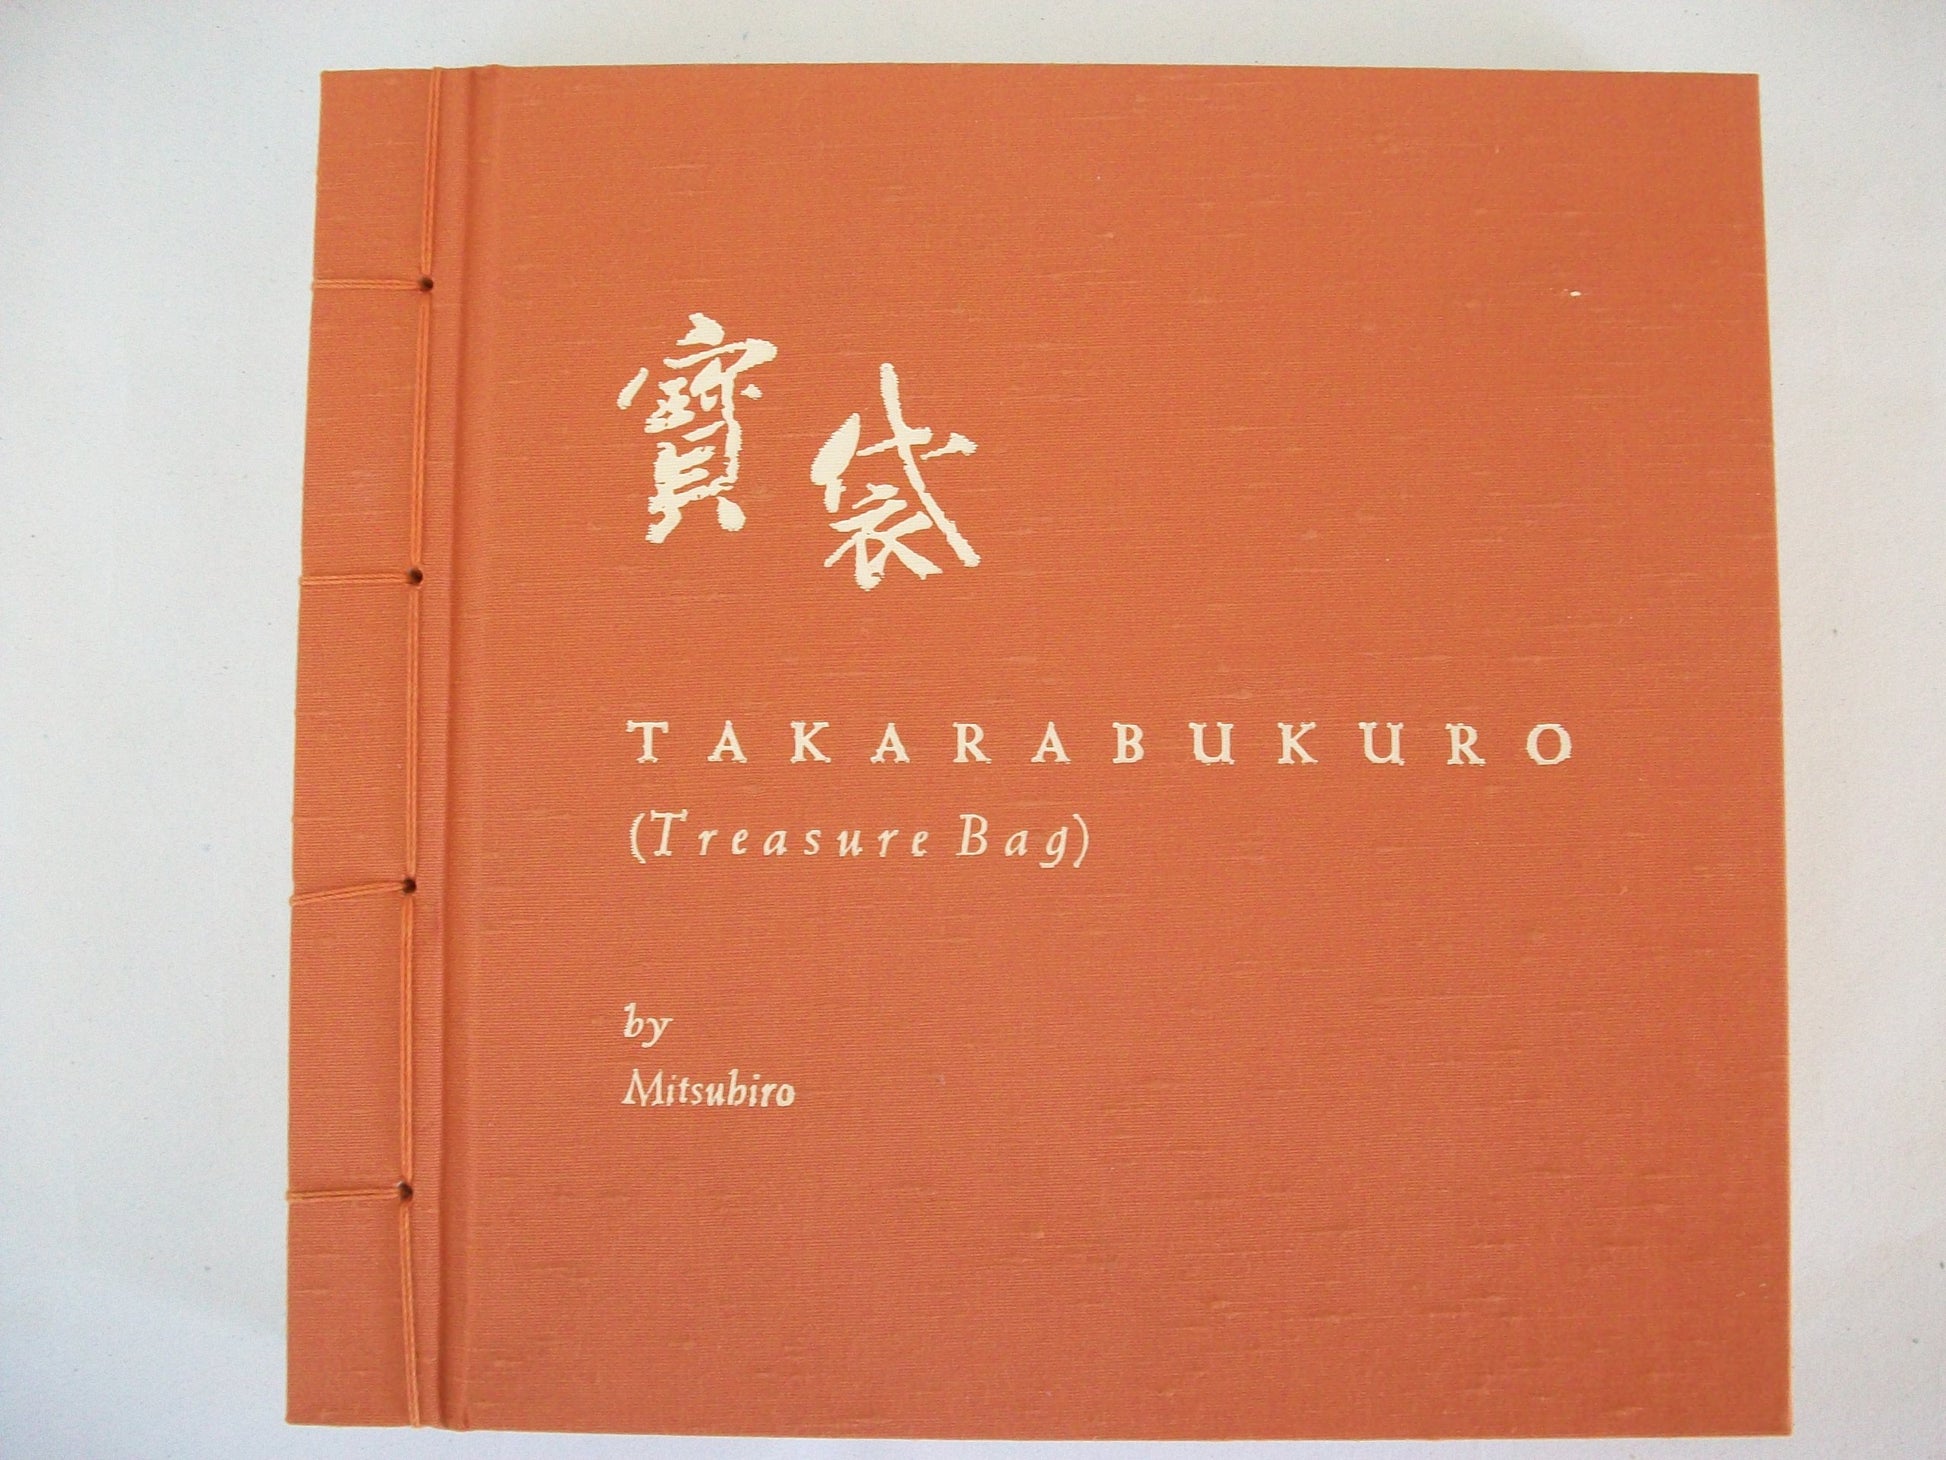 寶袋
TAKARABUKURO
(Treasure Bag)
by
Mitsuhiro